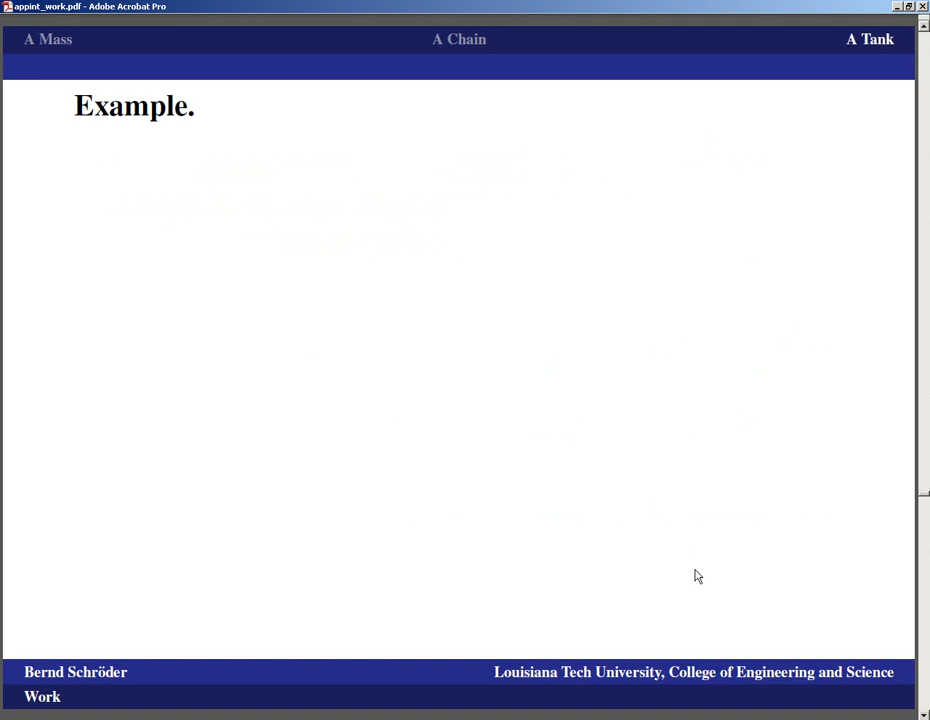 appint_work.pdf - Adobe Acrobat Pro
A Mass
A Chain
A Tank
Example.
Bernd Schröder
Louisiana Tech University, College of Engineering and Science
Work